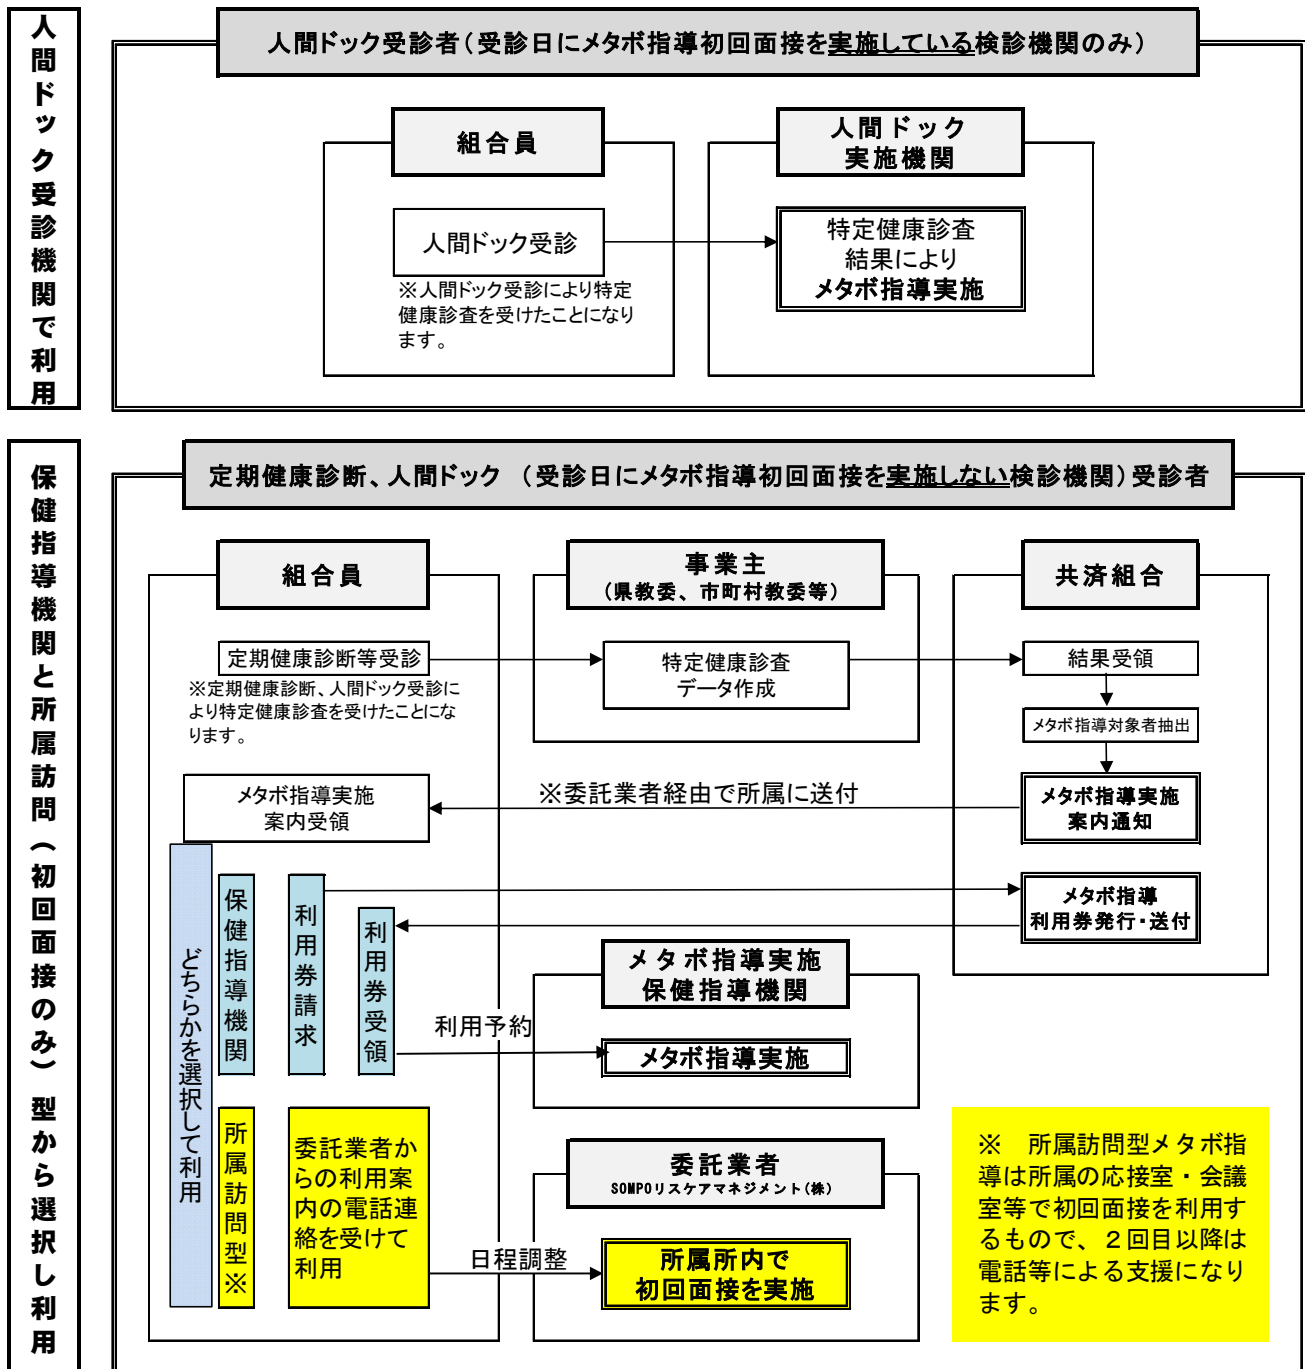 人間ドック受診機関で利用
人間ドック受診者（受診日にメタボ指導初回面接を実施している検診機関のみ）
組合員
人間ドック
実施機関
人間ドック受診
※人間ドック受診により特定
健康診査を受けたことになり
ます。
特定健康診査
結果により
メタボ指導実施
保健指導機関と所属訪問（初回面接のみ）型から選択し利用
定期健康診断、人間ドック （受診日にメタボ指導初回面接を実施しない検診機関）受診者
組合員
事業主
（県教委、市町村教委等）
共済組合
定期健康診断等受診
※定期健康診断、人間ドック受診に
より特定健康診査を受けたことにな
ります。
特定健康診査
データ作成
結果受領
メタボ指導対象者抽出
メタボ指導実施
案内通知
※委託業者経由で所属に送付
メタボ指導実施
案内受領
どちらかを選択して利用
保健指導機関
利用券請求
利用券受領
メタボ指導
利用券発行・送付
メタボ指導実施
保健指導機関
利用予約
メタボ指導実施
所属訪問型※
委託業者か
らの利用案
内の電話連
絡を受けて
利用
委託業者
SOMPOリスケアマネジメント（株）
日程調整
所属所内で
初回面接を実施
※　所属訪問型メタボ指
導は所属の応接室・会議
室等で初回面接を利用す
るもので、２回目以降は
電話等による支援になり
ます。